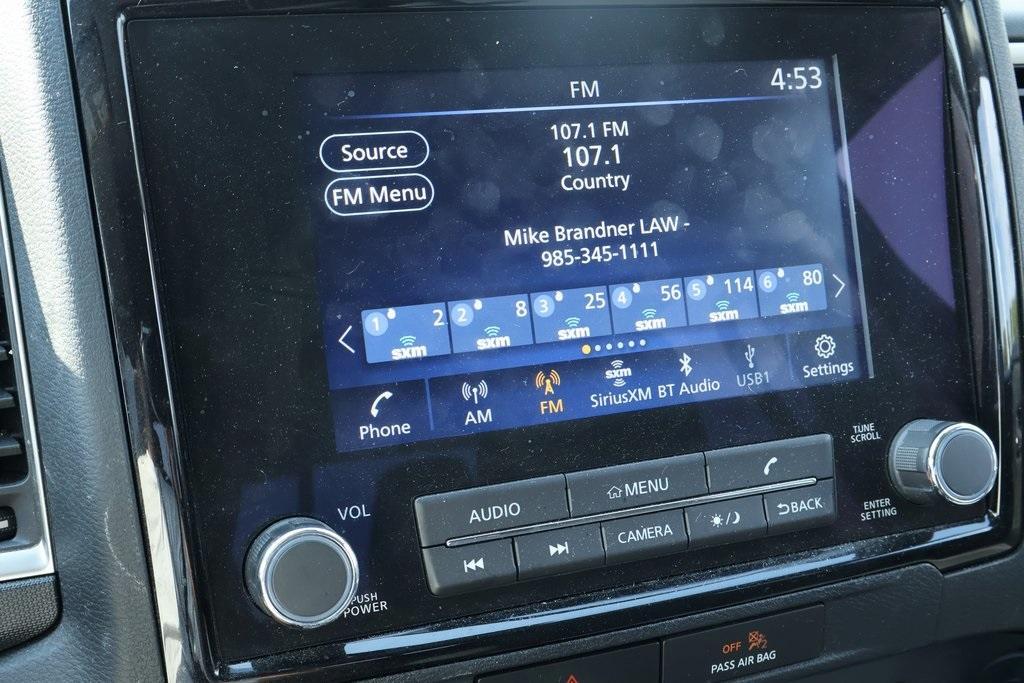 FM
4:53
Source
FM Menu
107.1 FM
107.1
Country
Mike Brandner LAW -
985-345-1111
1 2 sxm
2 8 sxm
3 25 sxm
4 56 sxm
5 114 sxm
6 80 sxm
Phone
AM
FM
sxm
SiriusXM
BT Audio
USB1
Settings
TUNE
SCROLL
VOL
AUDIO
MENU
ENTER
SETTING
CAMERA
BACK
PUSH
POWER
OFF 2
PASS AIR BAG